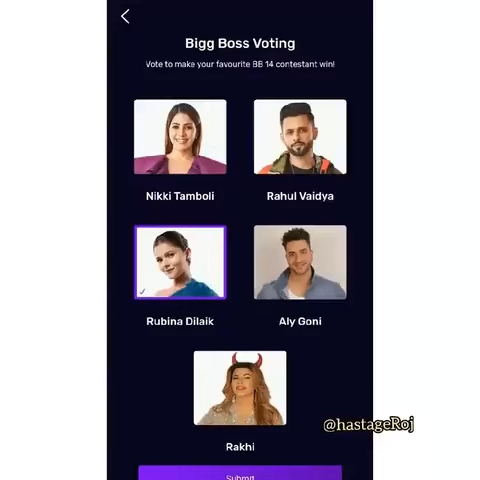 Bigg Boss Voting
Vote to make your favourite BB 14 contestant win!
Nikki Tamboli
Rahul Vaidya
Rubina Dilaik
Aly Goni
@hastageRoj
Rakhi
Submit